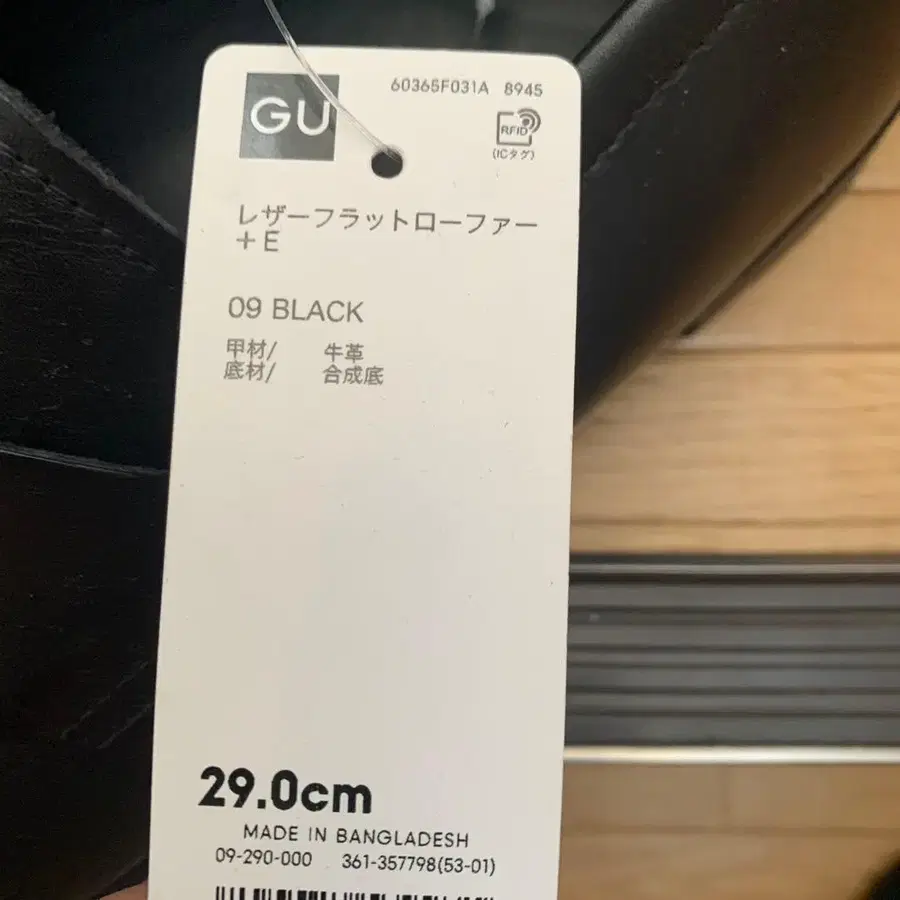 GU
60365F031A 8945
RFID
(ICタグ)
レザーフラットローファー
+E
09 BLACK
甲材/ 牛革
底材/ 合成底
29.0cm
MADE IN BANGLADESH
09-290-000 361-357798(53-01)